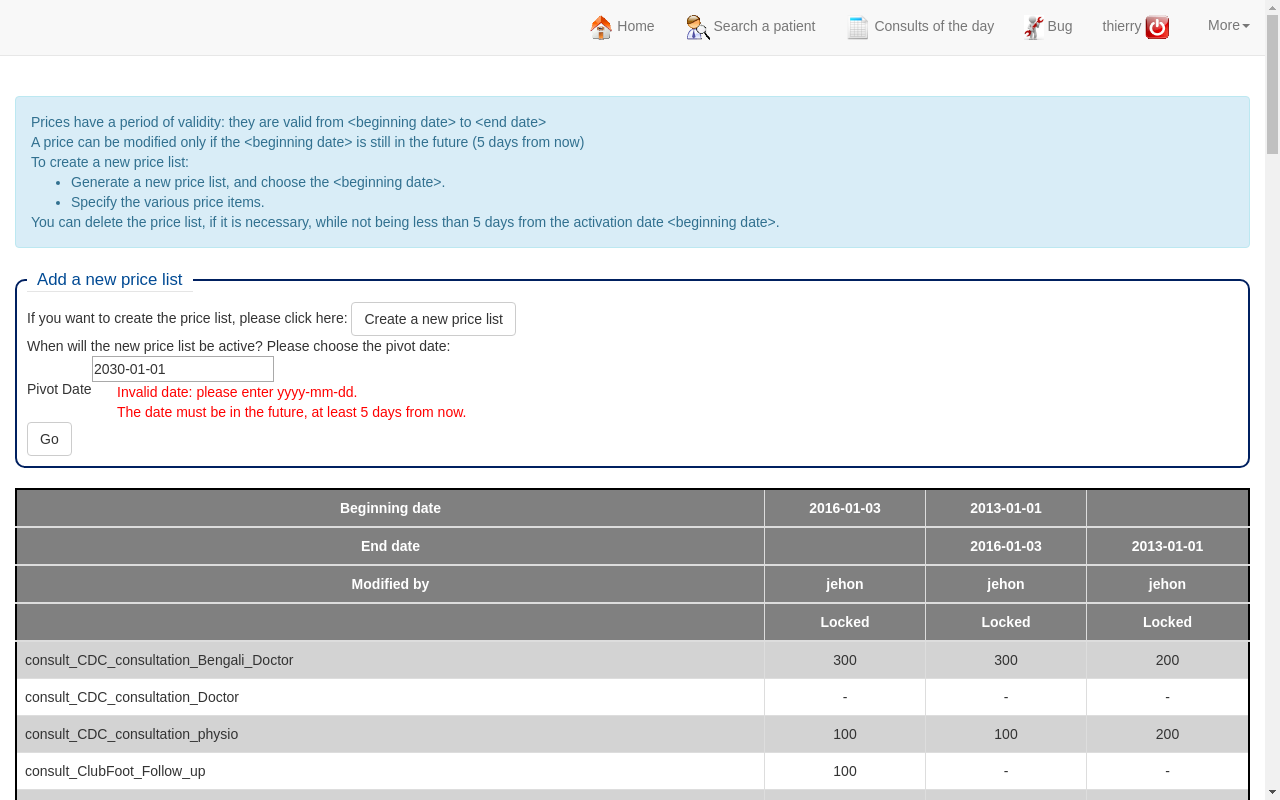 Home Search a patient Consults of the day Bug thierry More
Prices have a period of validity: they are valid from <beginning date> to <end date>
A price can be modified only if the <beginning date> is still in the future (5 days from now)
To create a new price list:
• Generate a new price list, and choose the <beginning date>.
• Specify the various price items.
You can delete the price list, if it is necessary, while not being less than 5 days from the activation date <beginning date>.
Add a new price list
If you want to create the price list, please click here: Create a new price list
When will the new price list be active? Please choose the pivot date:
2030-01-01
Pivot Date Invalid date: please enter yyyy-mm-dd.
The date must be in the future, at least 5 days from now.
Go
Beginning date 2016-01-03 2013-01-01
End date 2016-01-03 2013-01-01
Modified by jehon jehon jehon
Locked Locked Locked
consult_CDC_consultation_Bengali_Doctor 300 300 200
consult_CDC_consultation_Doctor - - -
consult_CDC_consultation_physio 100 100 200
consult_ClubFoot_Follow_up 100 - -